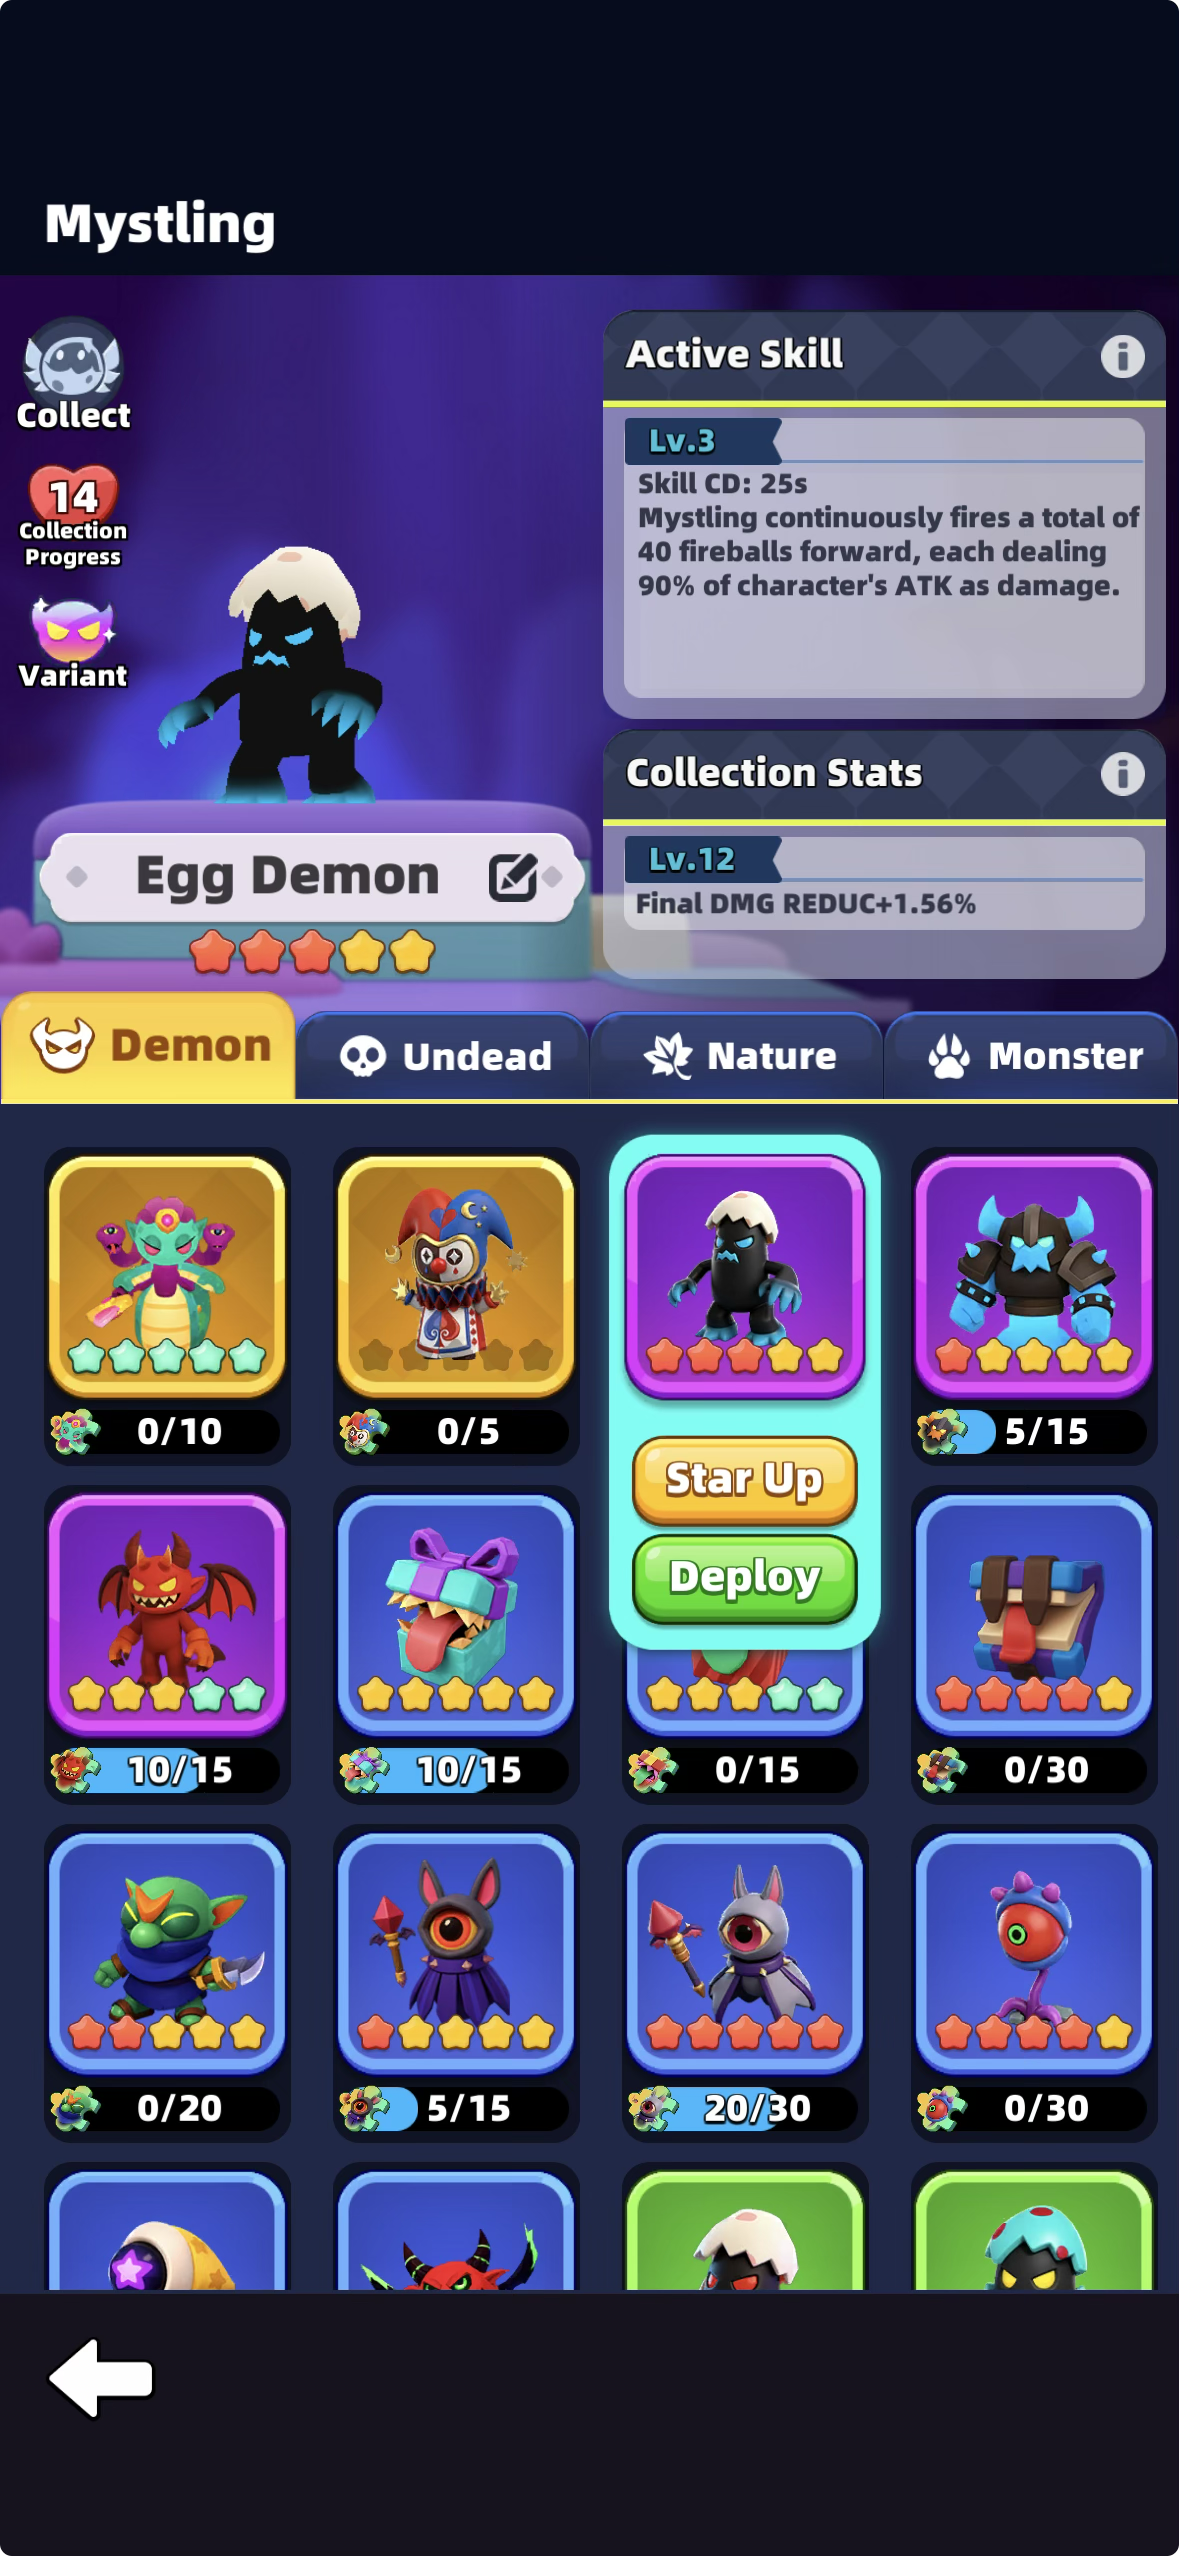 Mystling
Collect
14
Collection
Progress
Variant
Active Skill
Lv.3
Skill CD: 25s
Mystling continuously fires a total of
40 fireballs forward, each dealing
90% of character's ATK as damage.
Collection Stats
Lv.12
Final DMG REDUC+1.56%
Egg Demon
Demon
Undead
Nature
Monster
0/10
0/5
Star Up
Deploy
5/15
10/15
10/15
0/15
0/30
0/20
5/15
20/30
0/30